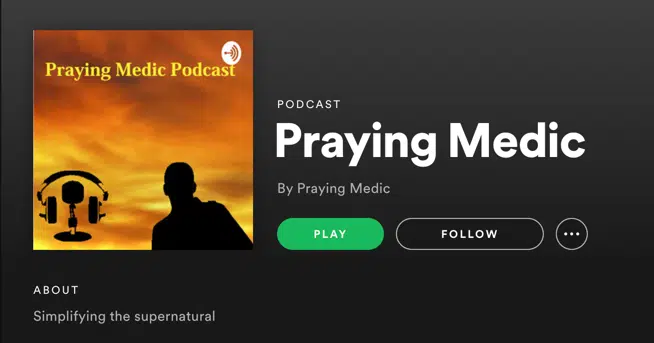 Praying Medic Podcast
PODCAST
Praying Medic
By Praying Medic
PLAY
FOLLOW
ABOUT
Simplifying the supernatural